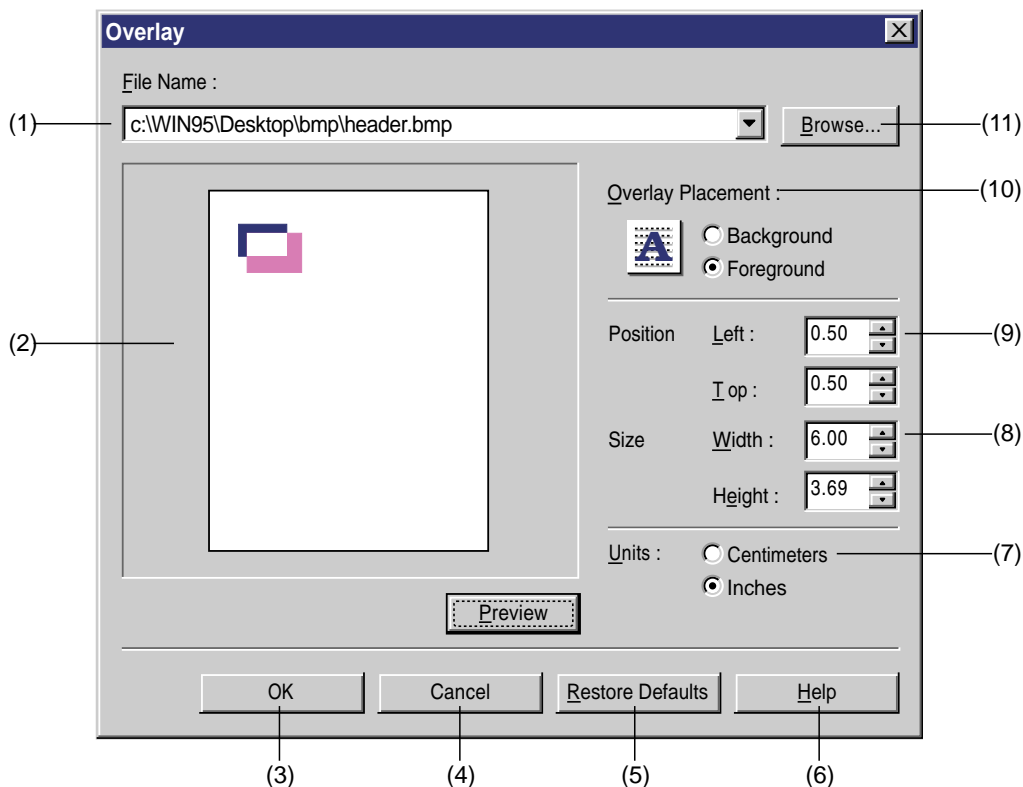 Overlay
File Name :
(1) c:\WIN95\Desktop\bmp\header.bmp Browse... (11)
Overlay Placement : (10)
A Background
Foreground
(2) Position Left : 0.50 (9)
Top : 0.50
Size Width : 6.00 (8)
Height : 3.69
Units : Centimeters (7)
Inches
Preview
OK Cancel Restore Defaults Help
(3) (4) (5) (6)